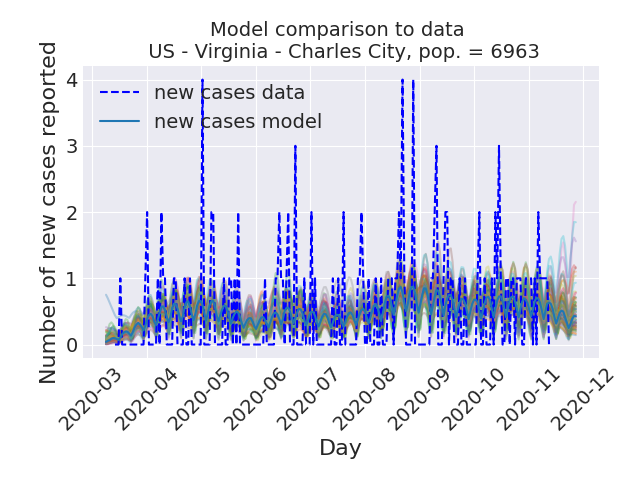 Model comparison to data
US - Virginia - Charles City, pop. = 6963
Number of new cases reported
4
3
2
1
0
new cases data
new cases model
2020-03
2020-04
2020-05
2020-06
2020-07
2020-08
2020-09
2020-10
2020-11
2020-12
Day